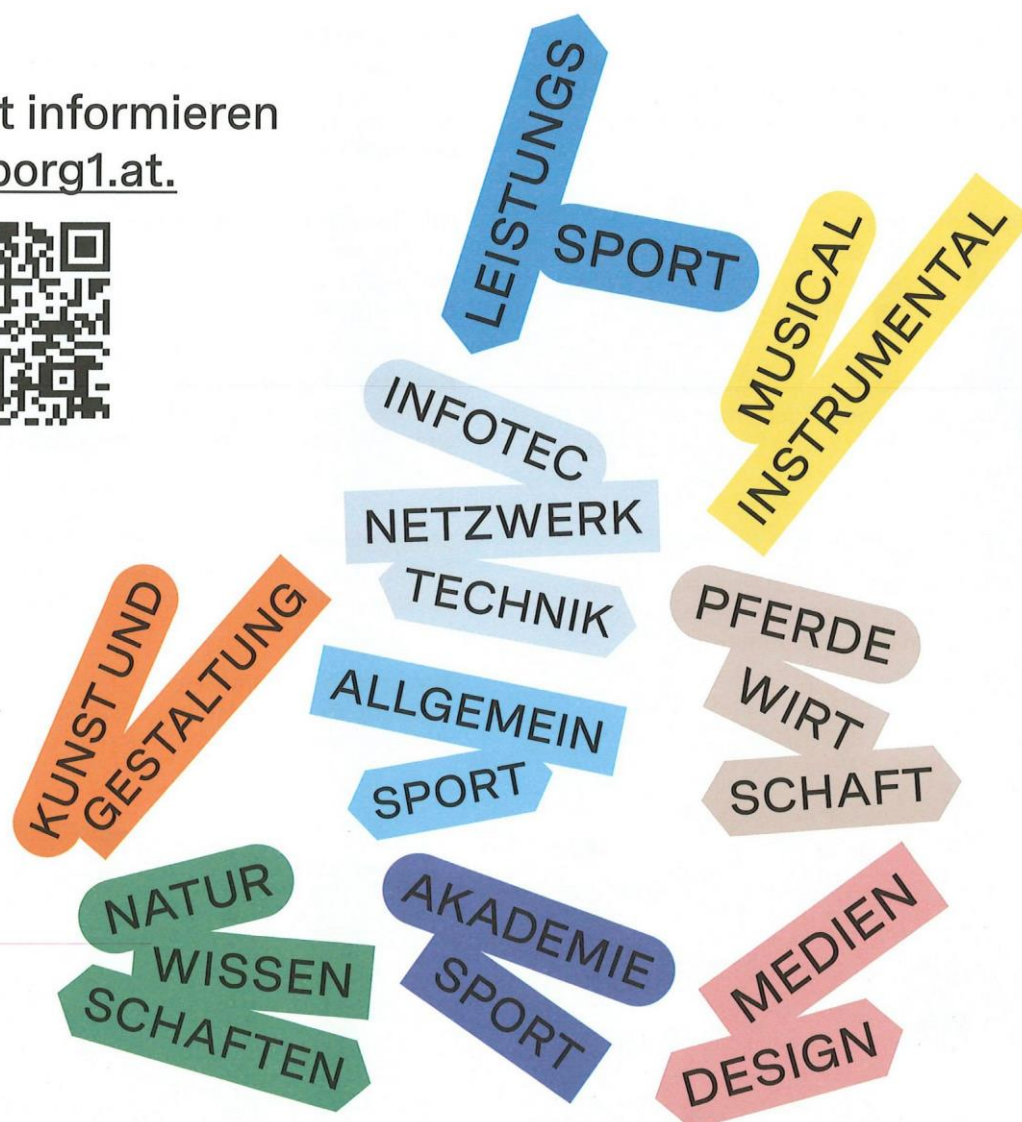 t informieren
org1.at.
LEISTUNGS
SPORT
MUSICAL
INSTRUMENTAL
INFOTEC
NETZWERK
TECHNIK
KUNST UND
GESTALTUNG
PFERDE
WIRT
SCHAFT
ALLGEMEIN
SPORT
NATUR
WISSEN
SCHAFTEN
AKADEMIE
SPORT
MEDIEN
DESIGN